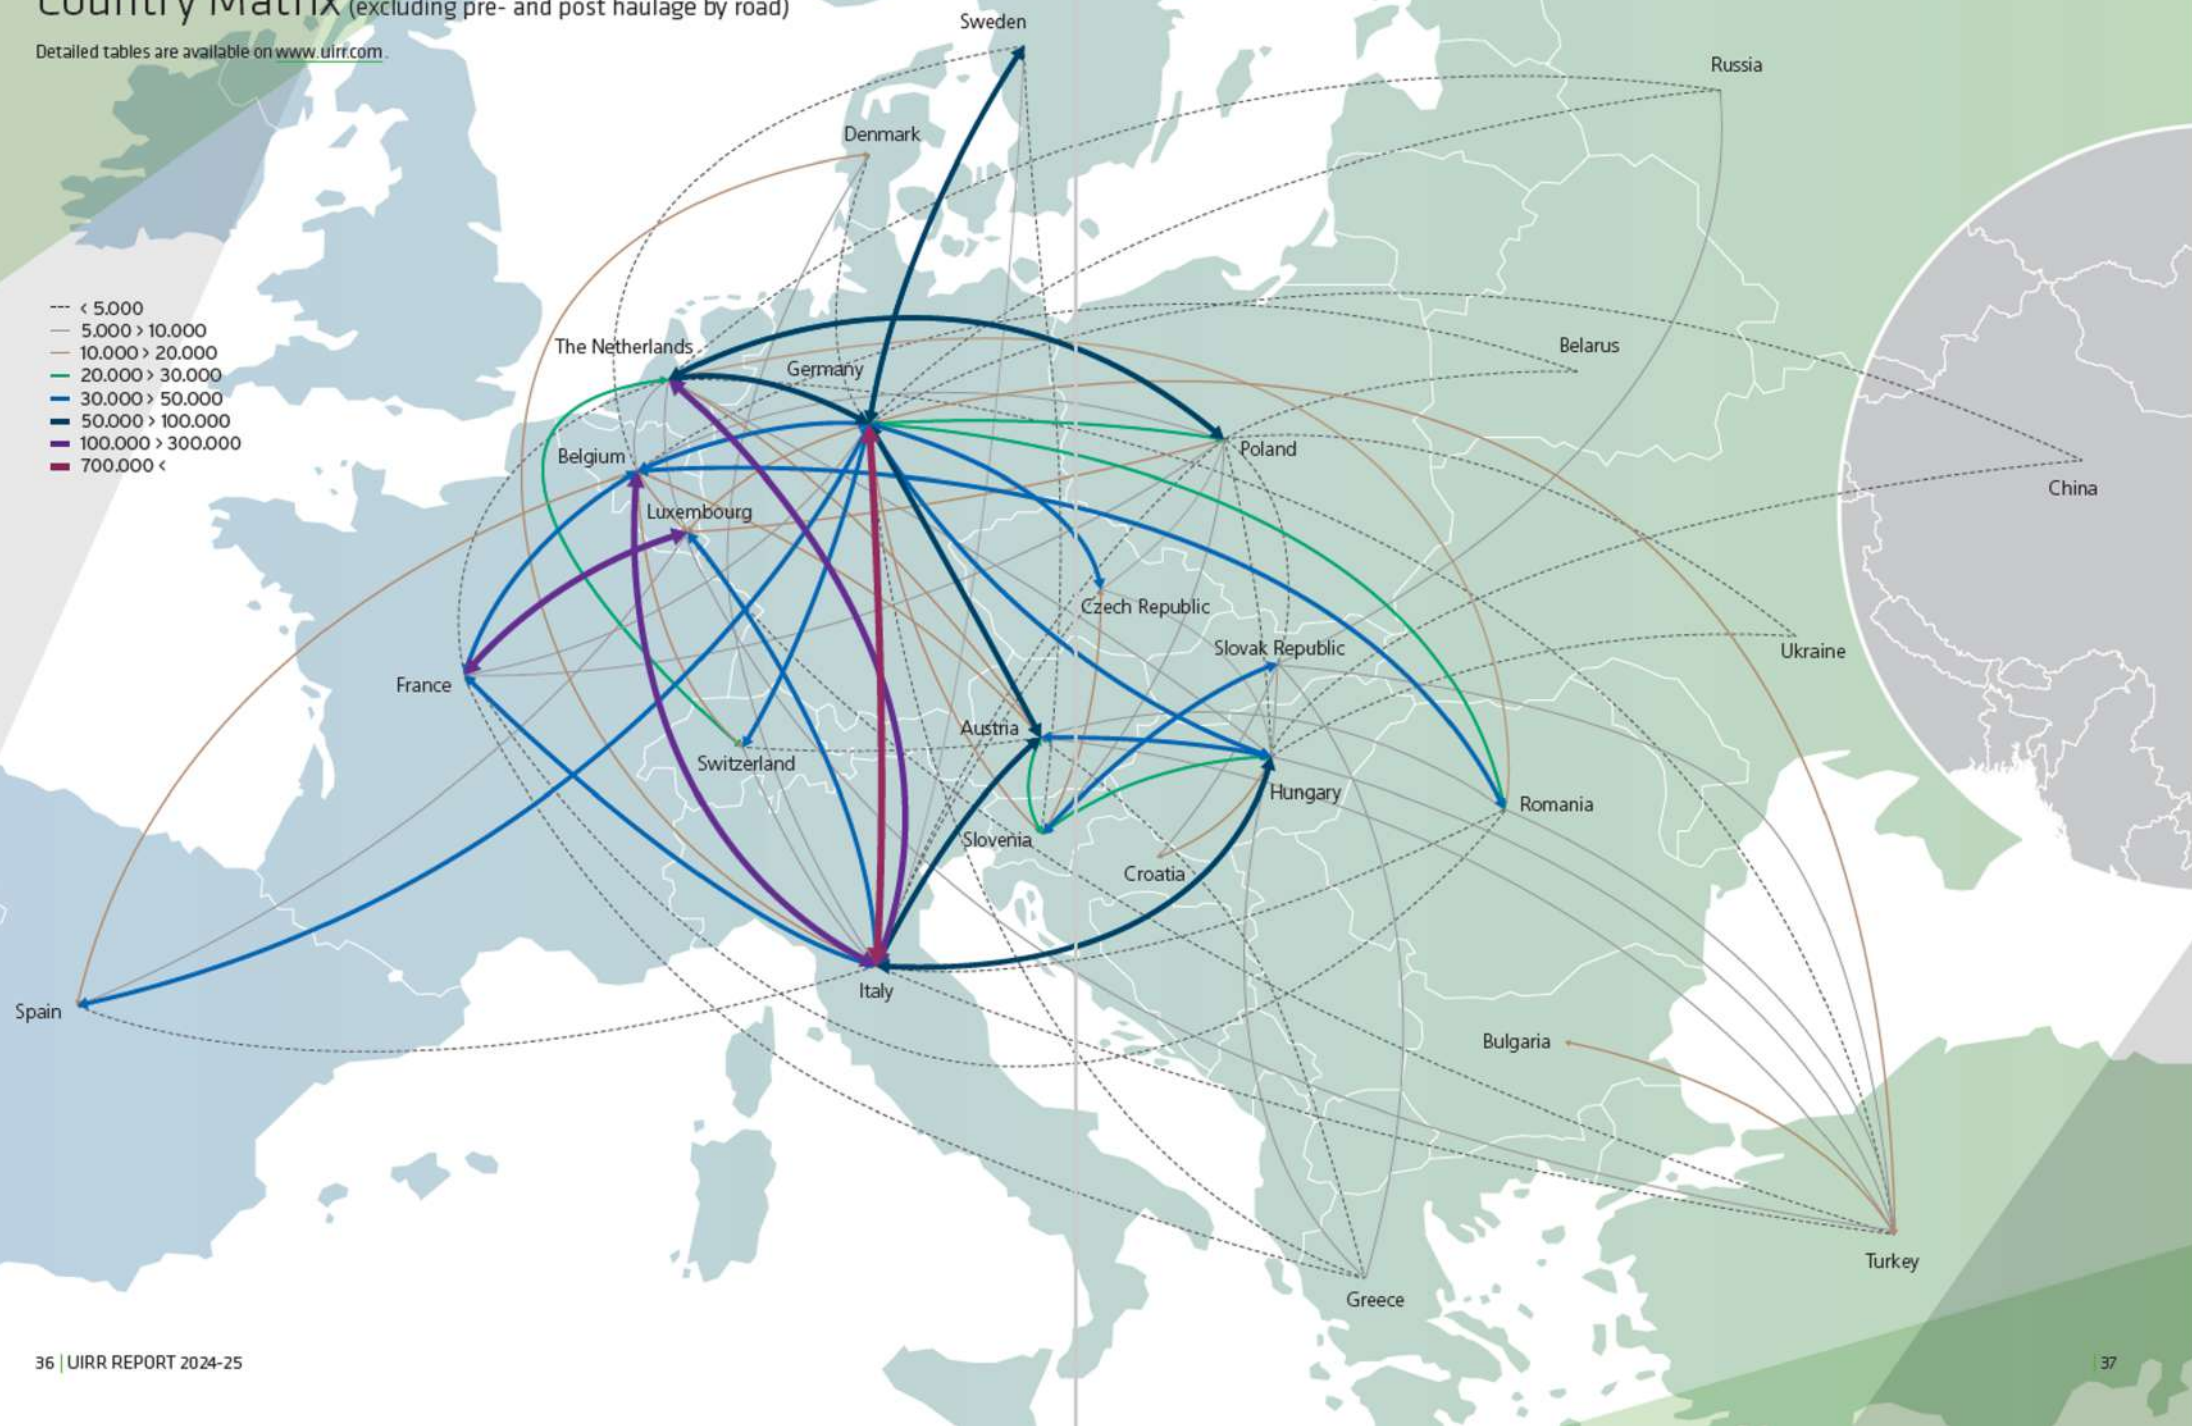 Country Matrix (excluding pre- and post haulage by road)
Detailed tables are available on www.uirr.com.
Sweden
Russia
Denmark
< 5.000
5.000 > 10.000
10.000 > 20.000
20.000 > 30.000
30.000 > 50.000
50.000 > 100.000
100.000 > 300.000
700.000 <
The Netherlands
Belarus
Germany
Poland
Belgium
China
Luxembourg
Czech Republic
Slovak Republic
Ukraine
France
Austria
Switzerland
Hungary
Romania
Slovenia
Croatia
Italy
Spain
Bulgaria
Turkey
Greece
36 | UIRR REPORT 2024-25
| 37